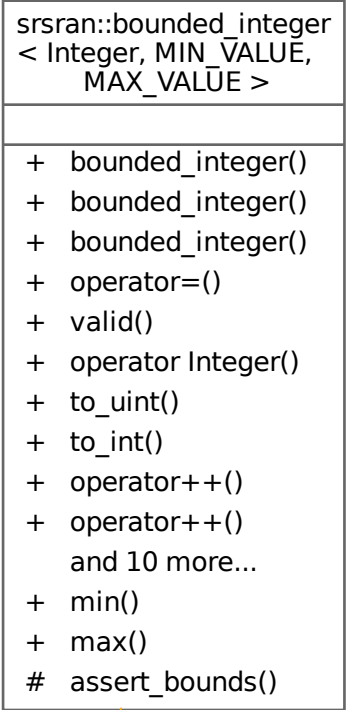 srsran::bounded_integer
< Integer, MIN_VALUE,
MAX_VALUE >
+ bounded_integer()
+ bounded_integer()
+ bounded_integer()
+ operator=()
+ valid()
+ operator Integer()
+ to_uint()
+ to_int()
+ operator++()
+ operator++()
and 10 more...
+ min()
+ max()
# assert_bounds()